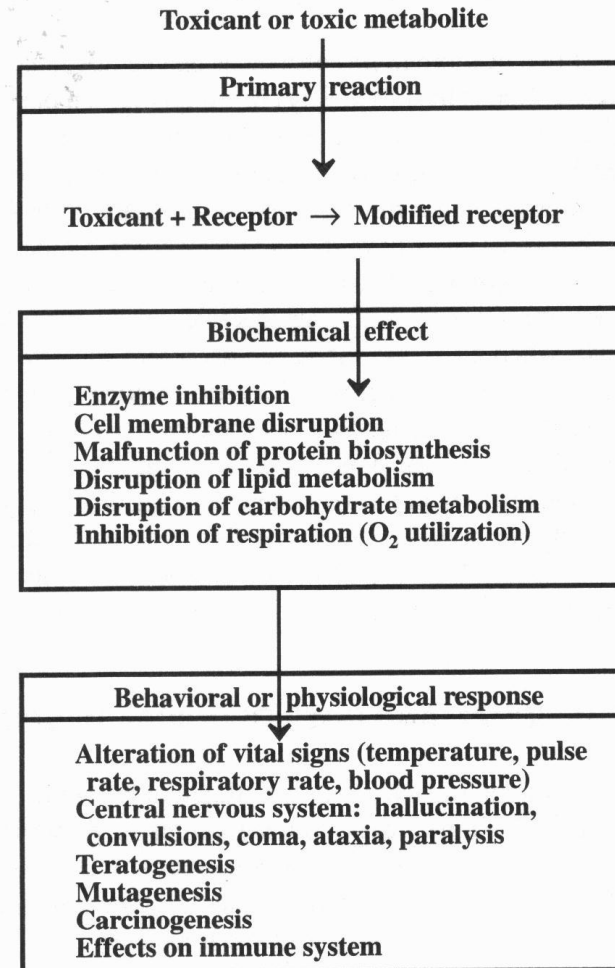 Toxicant or toxic metabolite
Primary reaction
Toxicant + Receptor → Modified receptor
Biochemical effect
Enzyme inhibition
Cell membrane disruption
Malfunction of protein biosynthesis
Disruption of lipid metabolism
Disruption of carbohydrate metabolism
Inhibition of respiration (O₂ utilization)
Behavioral or physiological response
Alteration of vital signs (temperature, pulse
rate, respiratory rate, blood pressure)
Central nervous system: hallucination,
convulsions, coma, ataxia, paralysis
Teratogenesis
Mutagenesis
Carcinogenesis
Effects on immune system